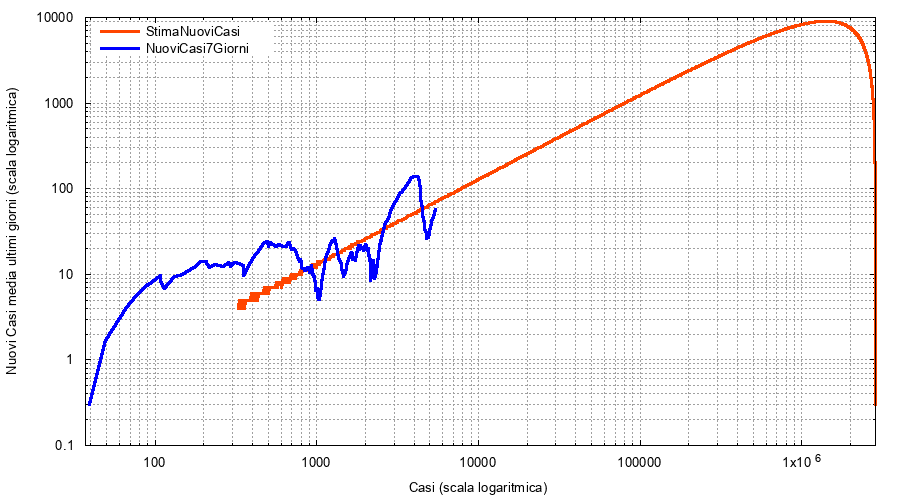 StimaNuoviCasi
NuoviCasi7Giorni
10000
1000
100
10
1
0.1
Nuovi Casi media ultimi giorni (scala logaritmica)
100
1000
10000
100000
1x10 6
Casi (scala logaritmica)